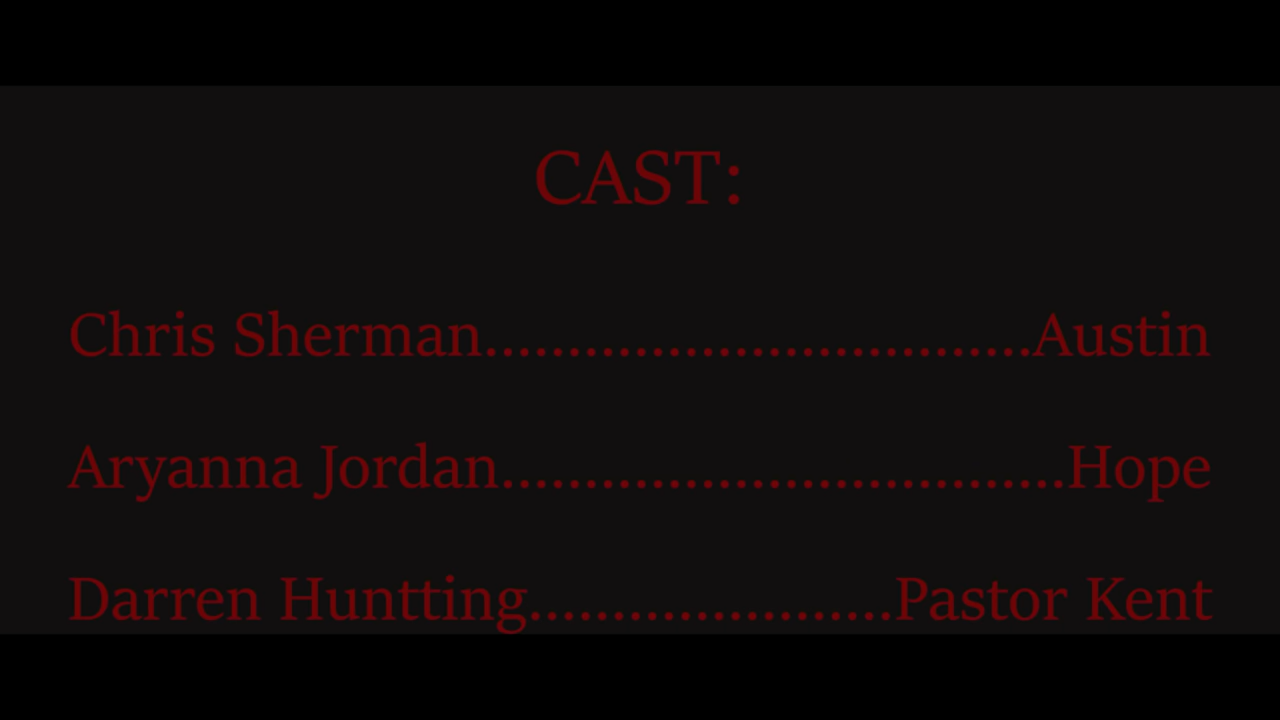 CAST:
Chris Sherman.................................Austin
Aryanna Jordan..................................Hope
Darren Huntting......................Pastor Kent